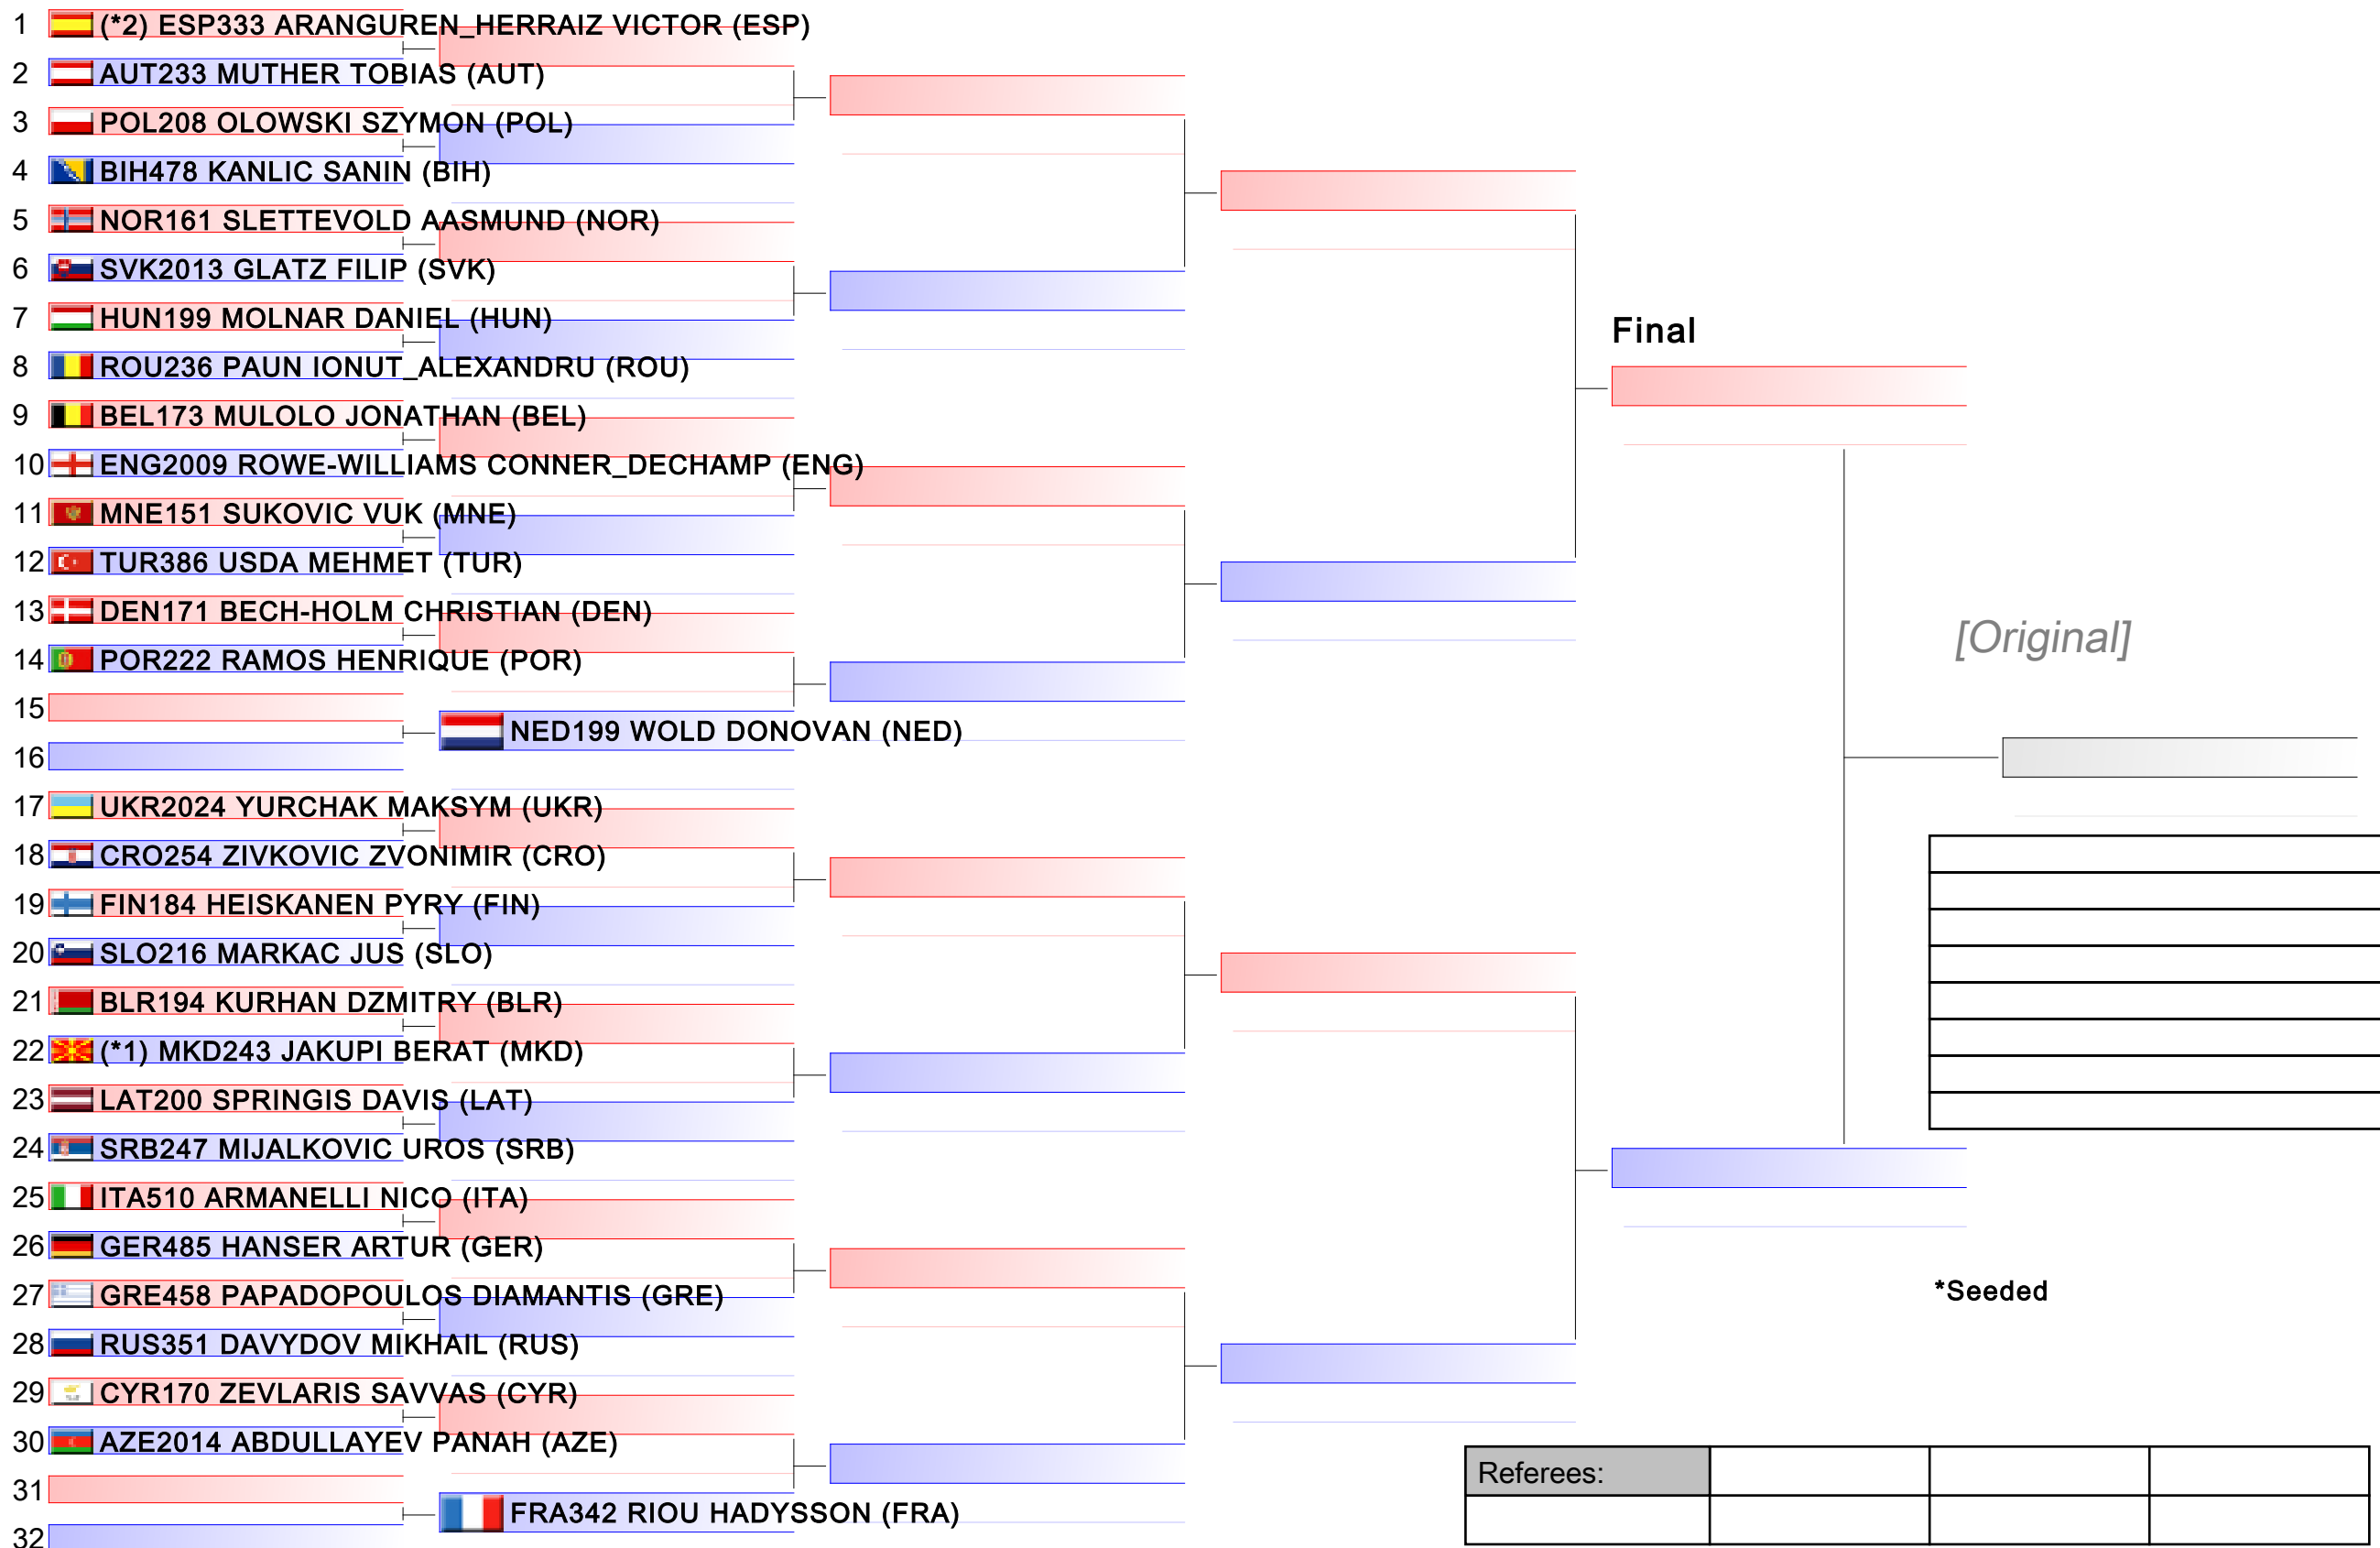 1 (*2) ESP333 ARANGUREN_HERRAIZ VICTOR (ESP)
2 AUT233 MUTHER TOBIAS (AUT)
3 POL208 OLOWSKI SZYMON (POL)
4 BIH478 KANLIC SANIN (BIH)
5 NOR161 SLETTEVOLD AASMUND (NOR)
6 SVK2013 GLATZ FILIP (SVK)
7 HUN199 MOLNAR DANIEL (HUN)
Final
8 ROU236 PAUN IONUT_ALEXANDRU (ROU)
9 BEL173 MULOLO JONATHAN (BEL)
10 ENG2009 ROWE-WILLIAMS CONNER_DECHAMP (ENG)
11 MNE151 SUKOVIC VUK (MNE)
12 TUR386 USDA MEHMET (TUR)
13 DEN171 BECH-HOLM CHRISTIAN (DEN)
[Original]
14 POR222 RAMOS HENRIQUE (POR)
15
NED199 WOLD DONOVAN (NED)
16
17 UKR2024 YURCHAK MAKSYM (UKR)
18 CRO254 ZIVKOVIC ZVONIMIR (CRO)
19 FIN184 HEISKANEN PYRY (FIN)
20 SLO216 MARKAC JUS (SLO)
21 BLR194 KURHAN DZMITRY (BLR)
22 (*1) MKD243 JAKUPI BERAT (MKD)
23 LAT200 SPRINGIS DAVIS (LAT)
24 SRB247 MIJALKOVIC UROS (SRB)
25 ITA510 ARMANELLI NICO (ITA)
26 GER485 HANSER ARTUR (GER)
27 GRE458 PAPADOPOULOS DIAMANTIS (GRE)
*Seeded
28 RUS351 DAVYDOV MIKHAIL (RUS)
29 CYR170 ZEVLARIS SAVVAS (CYR)
30 AZE2014 ABDULLAYEV PANAH (AZE)
Referees:
31
FRA342 RIOU HADYSSON (FRA)
32